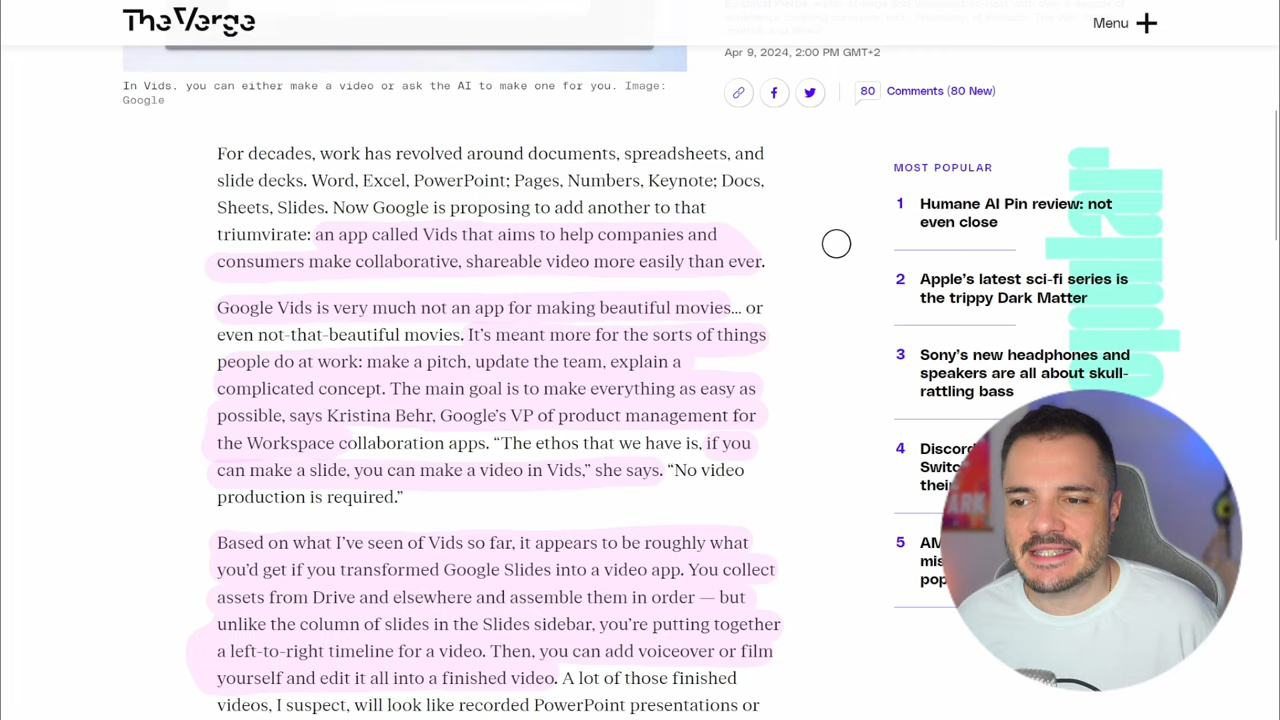 The Verge
Menu
Apr 9, 2024, 2:00 PM GMT+2
80 Comments (80 New)
In Vids. you can either make a video or ask the AI to make one for you. Image:
Google
For decades, work has revolved around documents, spreadsheets, and
slide decks. Word, Excel, PowerPoint; Pages, Numbers, Keynote; Docs,
Sheets, Slides. Now Google is proposing to add another to that
triumvirate: an app called Vids that aims to help companies and
consumers make collaborative, shareable video more easily than ever.
Google Vids is very much not an app for making beautiful movies... or
even not-that-beautiful movies. It’s meant more for the sorts of things
people do at work: make a pitch, update the team, explain a
complicated concept. The main goal is to make everything as easy as
possible, says Kristina Behr, Google’s VP of product management for
the Workspace collaboration apps. “The ethos that we have is, if you
can make a slide, you can make a video in Vids,” she says. “No video
production is required.”
Based on what I’ve seen of Vids so far, it appears to be roughly what
you’d get if you transformed Google Slides into a video app. You collect
assets from Drive and elsewhere and assemble them in order — but
unlike the column of slides in the Slides sidebar, you’re putting together
a left-to-right timeline for a video. Then, you can add voiceover or film
yourself and edit it all into a finished video. A lot of those finished
videos, I suspect, will look like recorded PowerPoint presentations or
MOST POPULAR
1 Humane AI Pin review: not
even close
2 Apple’s latest sci-fi series is
the trippy Dark Matter
3 Sony’s new headphones and
speakers are all about skull-
rattling bass
4 Discord
Switc
their
5 AM
mis
pop
ARK